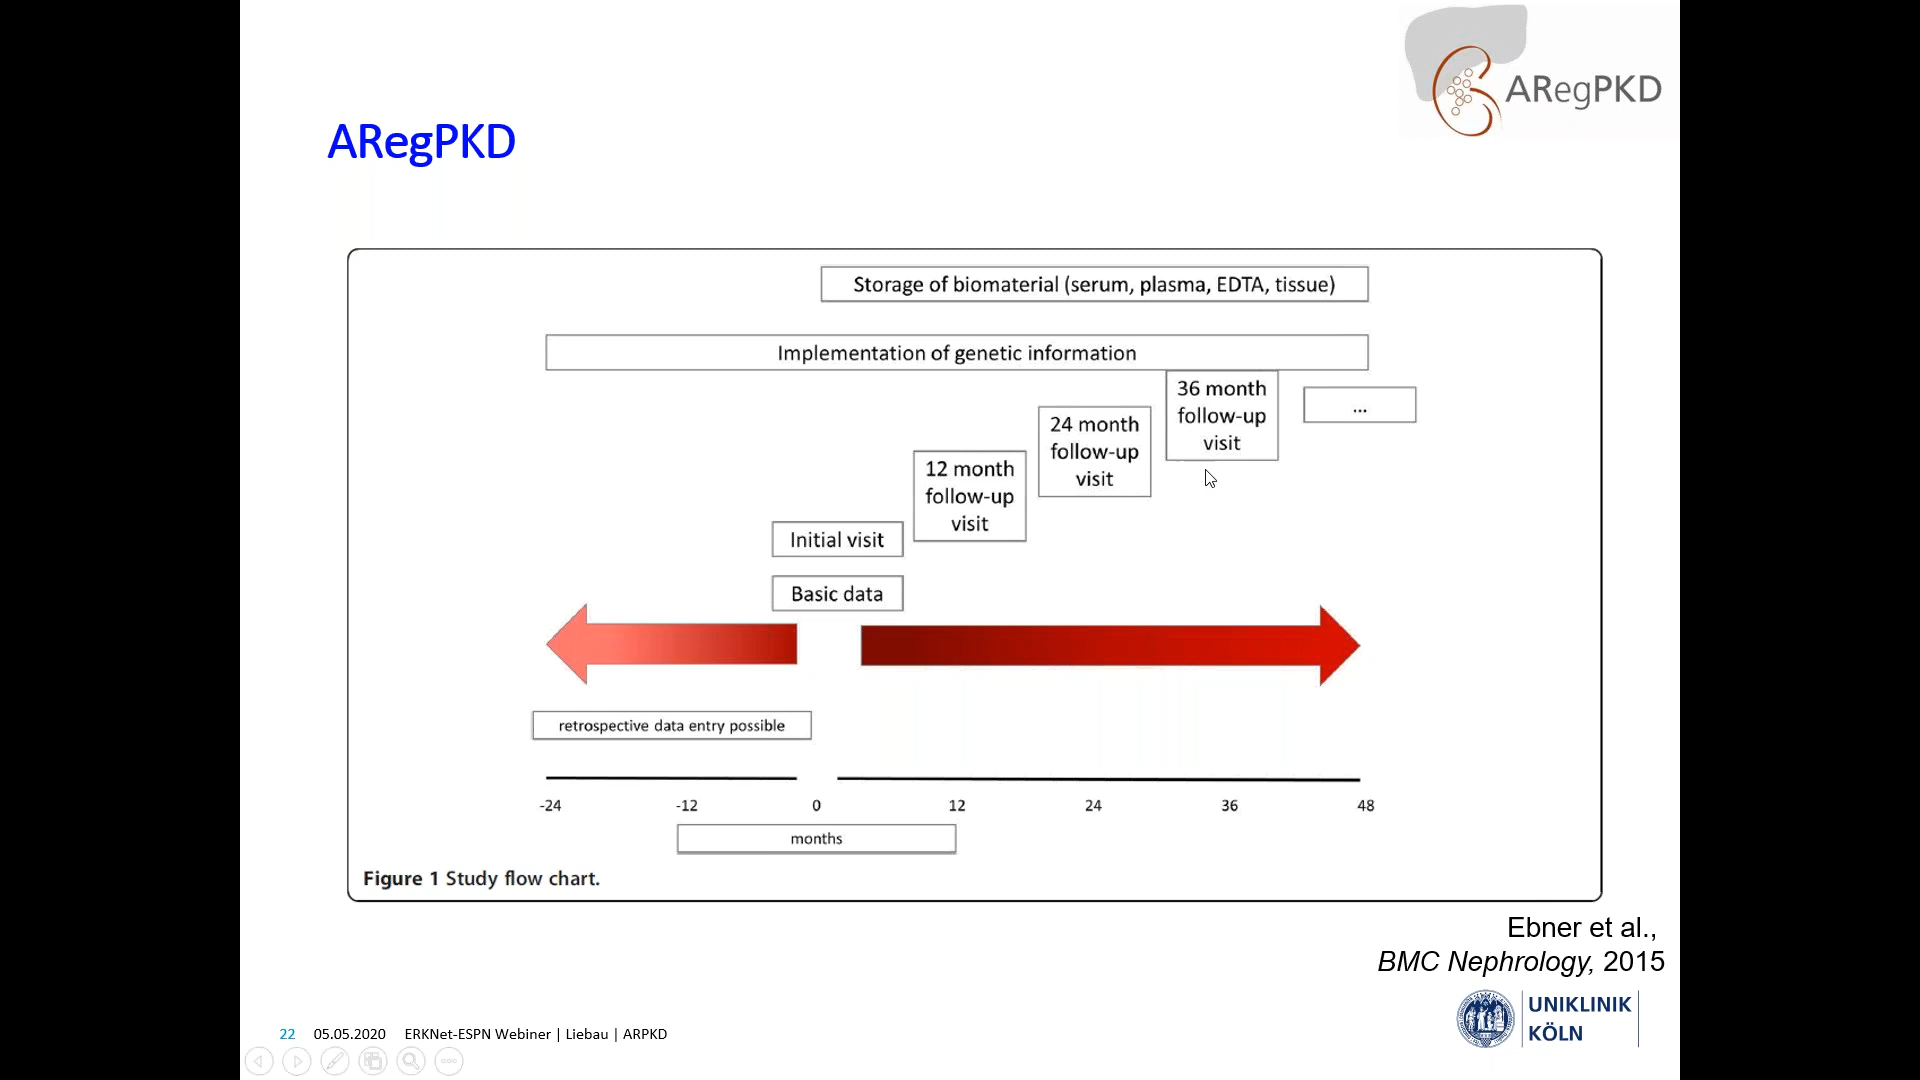 ARegPKD
ARegPKD
Storage of biomaterial (serum, plasma, EDTA, tissue)
Implementation of genetic information
36 month
follow-up
visit
...
24 month
follow-up
visit
12 month
follow-up
visit
Initial visit
Basic data
retrospective data entry possible
-24 -12 0 12 24 36 48
months
Figure 1 Study flow chart.
Ebner et al.,
BMC Nephrology, 2015
UNIKLINIK
KÖLN
22 05.05.2020 ERKNet-ESPN Webiner | Liebau | ARPKD